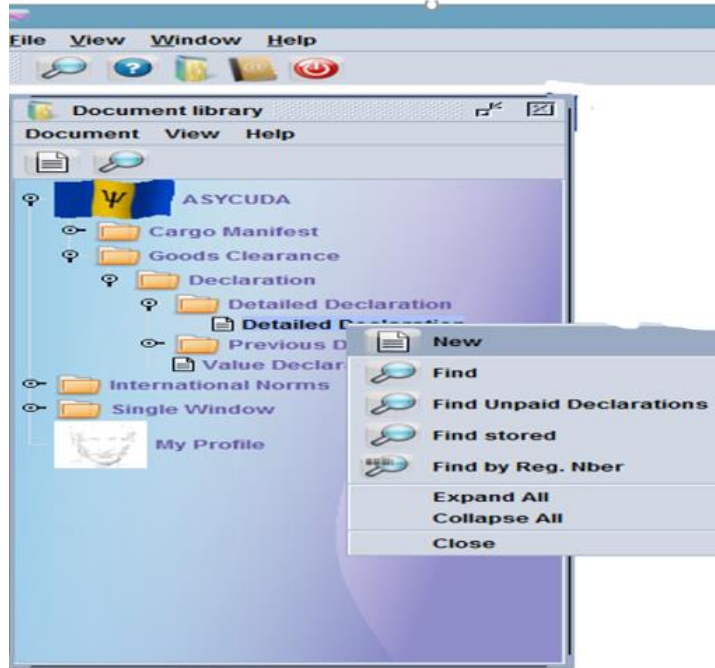 File View Window Help
Document library
Document View Help
ASYCUDA
Cargo Manifest
Goods Clearance
Declaration
Detailed Declaration
Detailed
Previous
Value
International Norms
Single Window
My Profile
New
Find
Find Unpaid Declarations
Find stored
Find by Reg. Nber
Expand All
Collapse All
Close